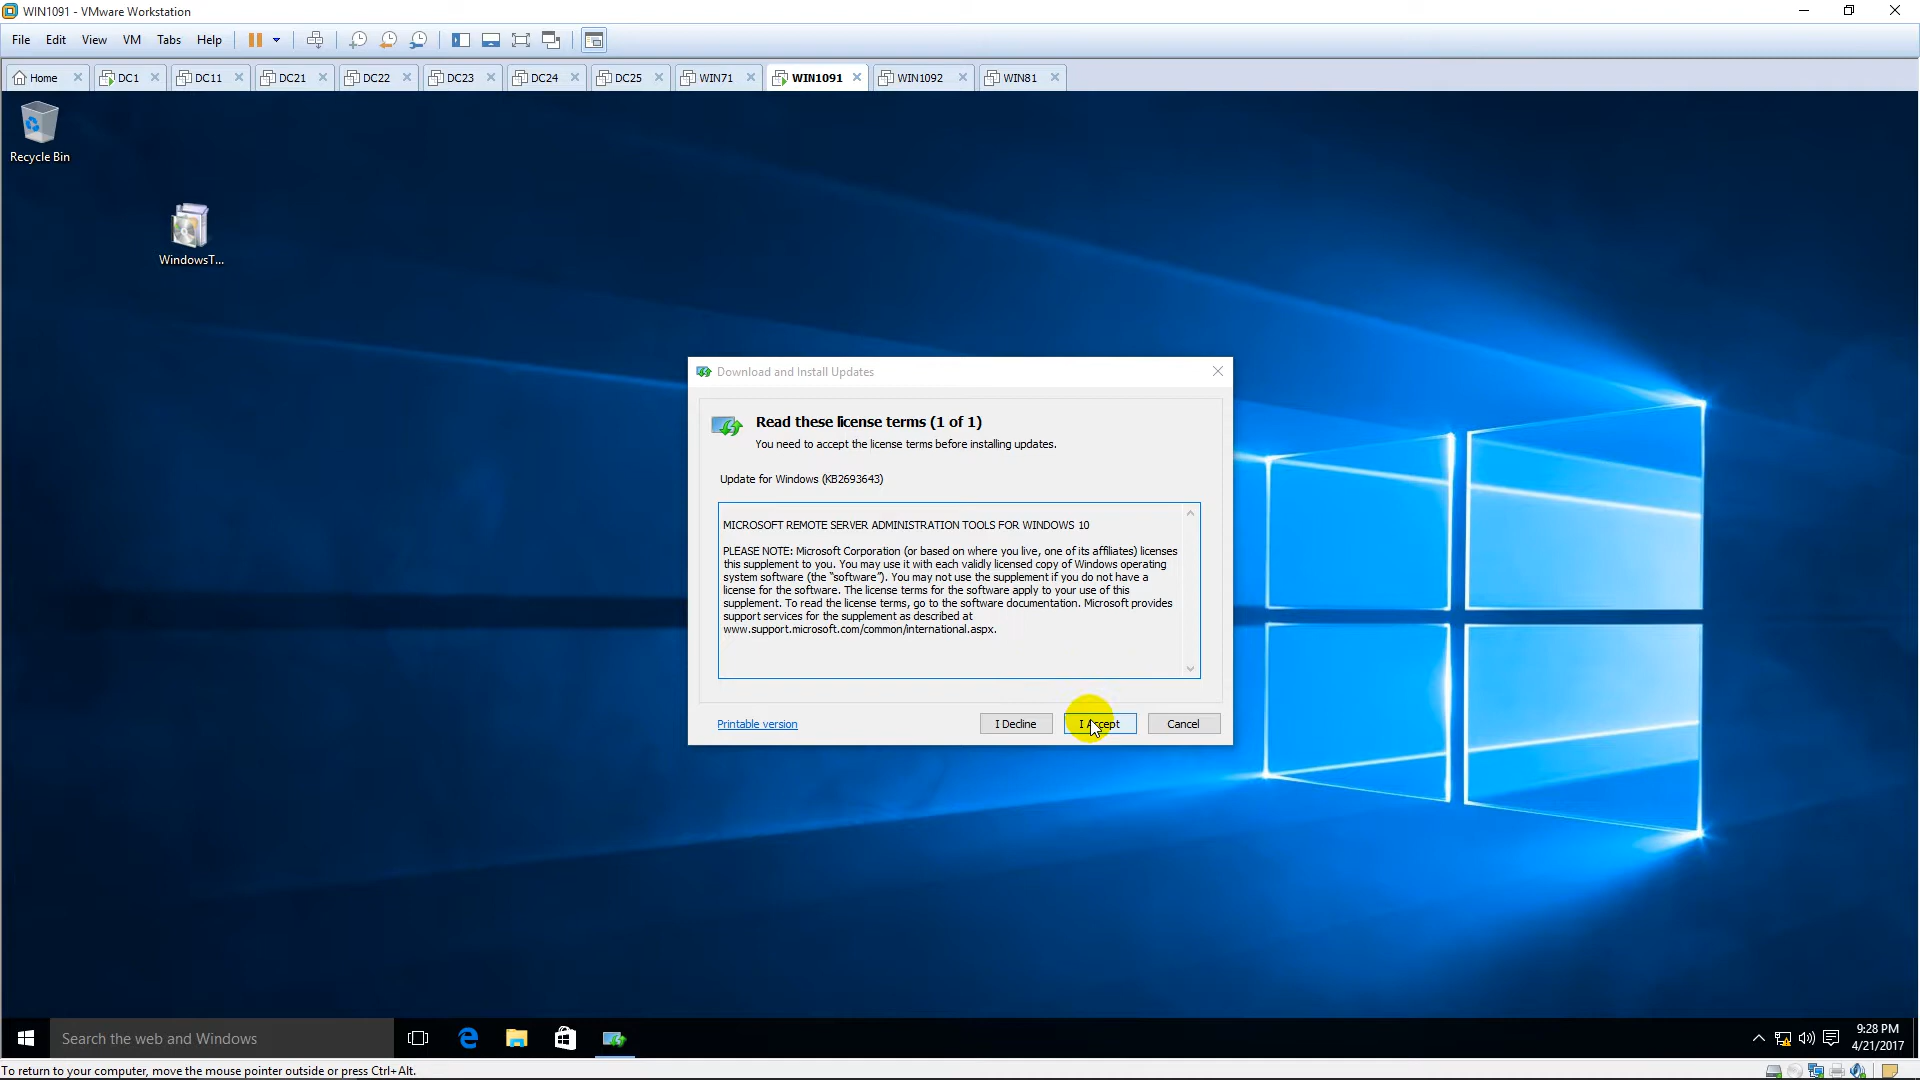 WIN1091 - VMware Workstation
File Edit View VM Tabs Help
Home DC1 DC11 DC21 DC22 DC23 DC24 DC25 WIN71 WIN1091 WIN1092 WIN81
Recycle Bin
WindowsT...
Download and Install Updates
Read these license terms (1 of 1)
You need to accept the license terms before installing updates.
Update for Windows (KB2693643)
MICROSOFT REMOTE SERVER ADMINISTRATION TOOLS FOR WINDOWS 10
PLEASE NOTE: Microsoft Corporation (or based on where you live, one of its affiliates) licenses
this supplement to you. You may use it with each validly licensed copy of Windows operating
system software (the “software”). You may not use the supplement if you do not have a
license for the software. The license terms for the software apply to your use of this
supplement. To read the license terms, go to the software documentation. Microsoft provides
support services for the supplement as described at
www.support.microsoft.com/common/international.aspx.
Printable version I Decline I Accept Cancel
Search the web and Windows
9:28 PM
4/21/2017
To return to your computer, move the mouse pointer outside or press Ctrl+Alt.